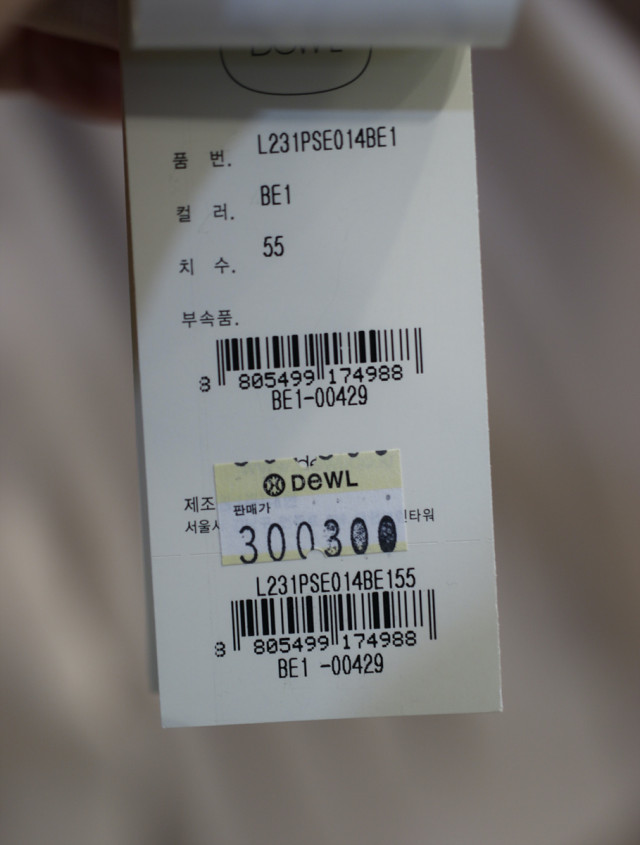 품 번. L231PSE014BE1
컬 러. BE1
치 수. 55
부속품.
8 805499 174988
BE1-00429
DeWL
제조
판매가
서울
타워
300300
L231PSE014BE155
8 805499 174988
BE1 -00429